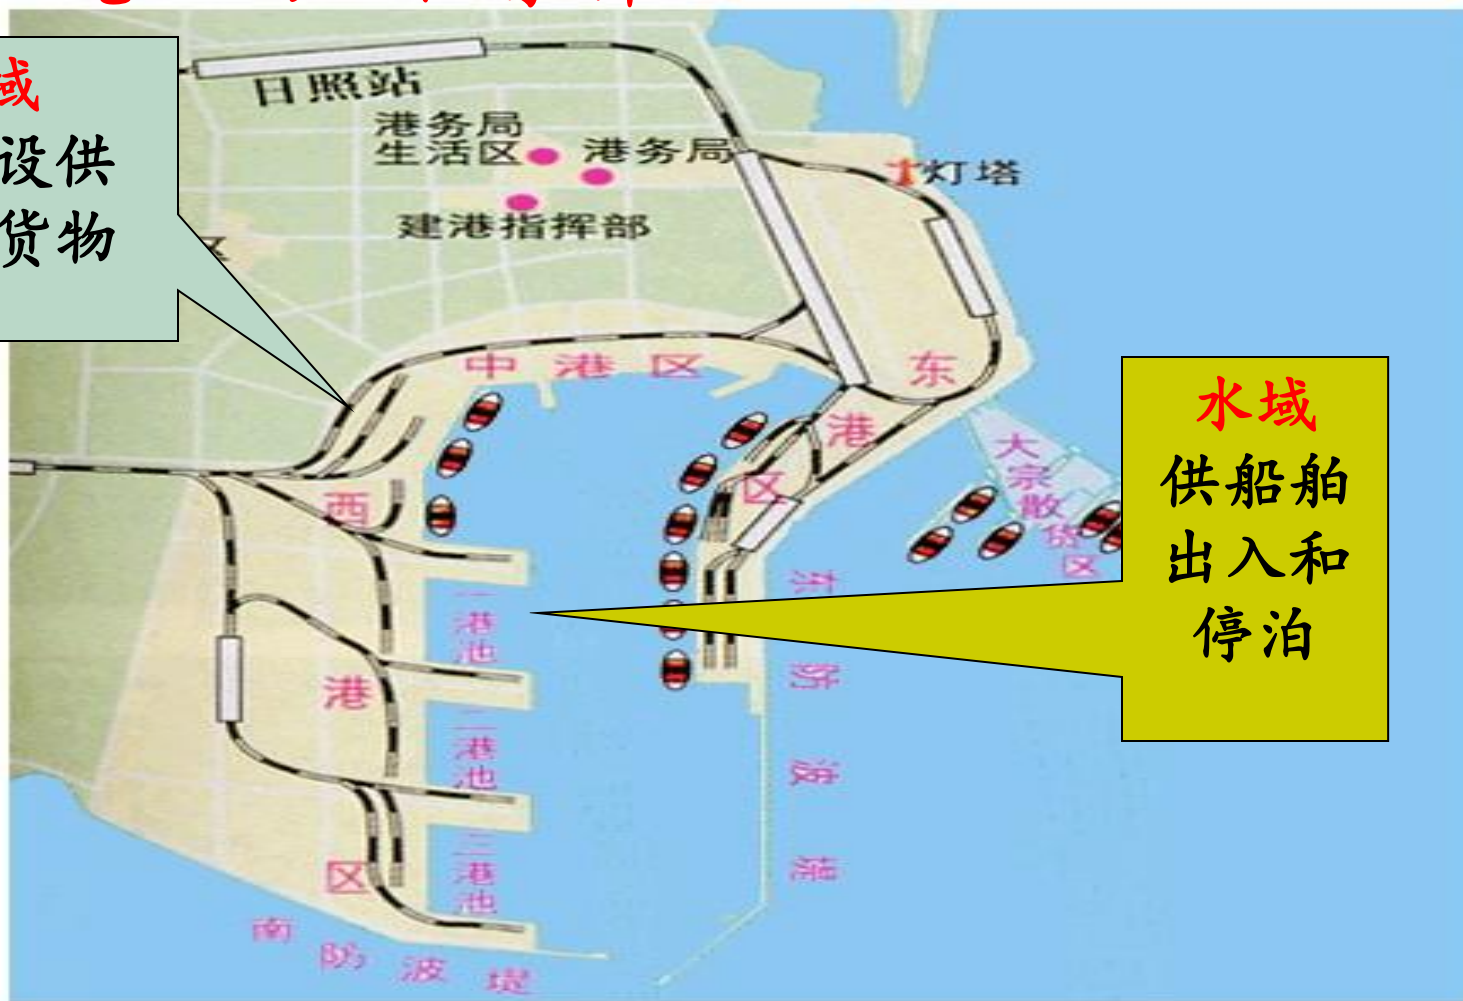 域
设供
货物
日照站
港务局
生活区
港务局
建港指挥部
灯塔
区
中港区
东港区
大宗散货区
水域
供船舶
出入和
停泊
西港区
一港池
二港池
三港池
东防波堤
南防波堤